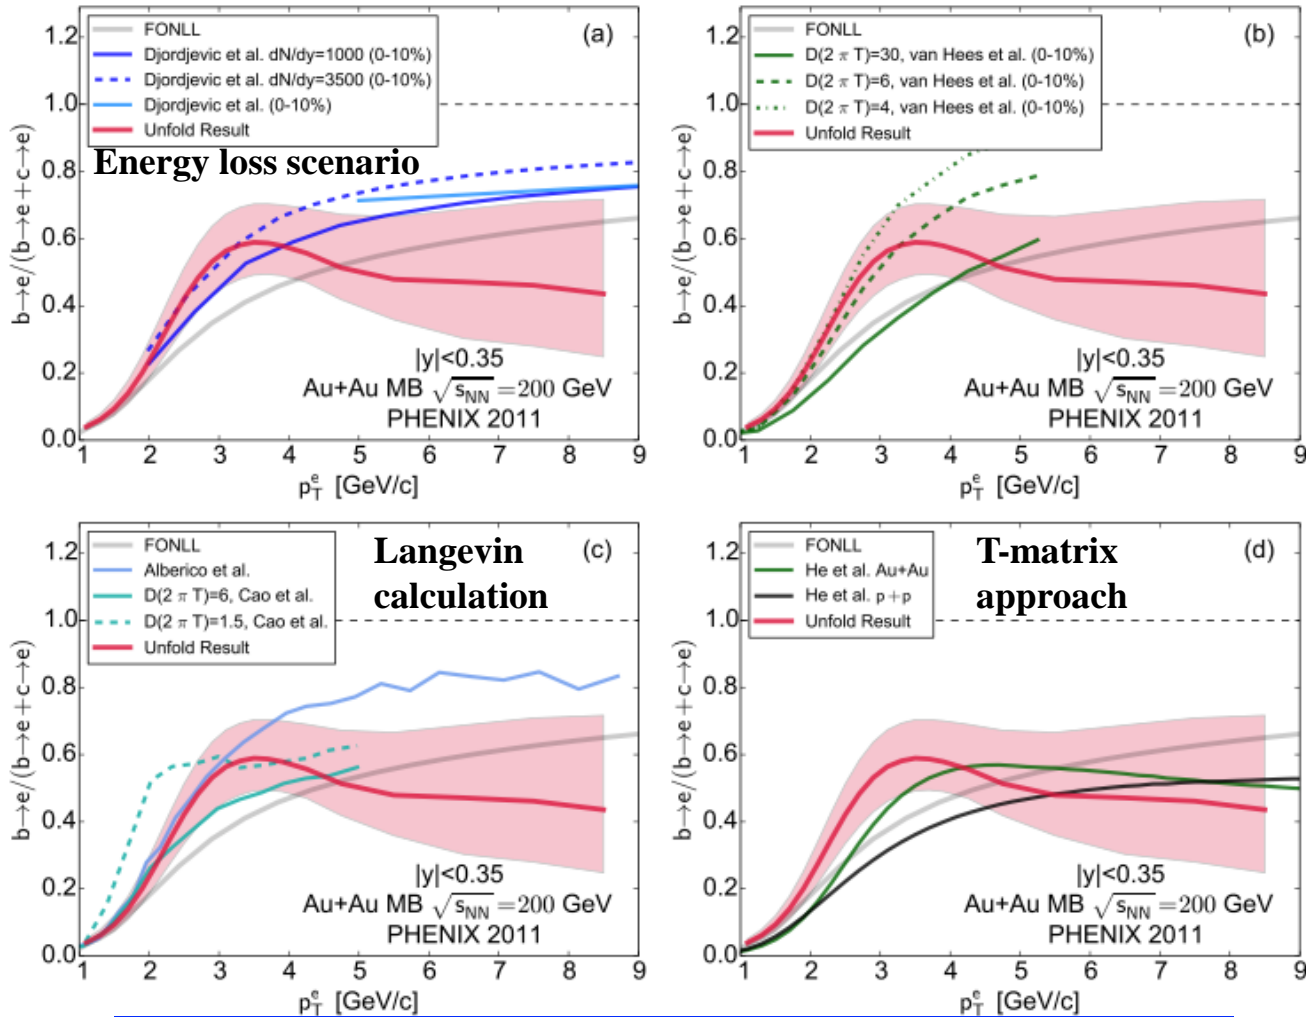 1.2
1.0
0.8
0.6
0.4
0.2
0.0
b→e/(b→e+c→e)
FONLL
Djordjevic et al. dN/dy=1000 (0-10%)
Djordjevic et al. dN/dy=3500 (0-10%)
Djordjevic et al. (0-10%)
Unfold Result
(a)
Energy loss scenario
|y|<0.35
Au+Au MB √s_NN = 200 GeV
PHENIX 2011
1 2 3 4 5 6 7 8 9
p_T^e [GeV/c]
1.2
1.0
0.8
0.6
0.4
0.2
0.0
b→e/(b→e+c→e)
FONLL
D(2 π T)=30, van Hees et al. (0-10%)
D(2 π T)=6, van Hees et al. (0-10%)
D(2 π T)=4, van Hees et al. (0-10%)
Unfold Result
(b)
|y|<0.35
Au+Au MB √s_NN = 200 GeV
PHENIX 2011
1 2 3 4 5 6 7 8 9
p_T^e [GeV/c]
1.2
1.0
0.8
0.6
0.4
0.2
0.0
b→e/(b→e+c→e)
FONLL
Alberico et al.
D(2 π T)=6, Cao et al.
D(2 π T)=1.5, Cao et al.
Unfold Result
Langevin
calculation
(c)
|y|<0.35
Au+Au MB √s_NN = 200 GeV
PHENIX 2011
1 2 3 4 5 6 7 8 9
p_T^e [GeV/c]
1.2
1.0
0.8
0.6
0.4
0.2
0.0
b→e/(b→e+c→e)
FONLL
He et al. Au+Au
He et al. p+p
Unfold Result
T-matrix
approach
(d)
|y|<0.35
Au+Au MB √s_NN = 200 GeV
PHENIX 2011
1 2 3 4 5 6 7 8 9
p_T^e [GeV/c]